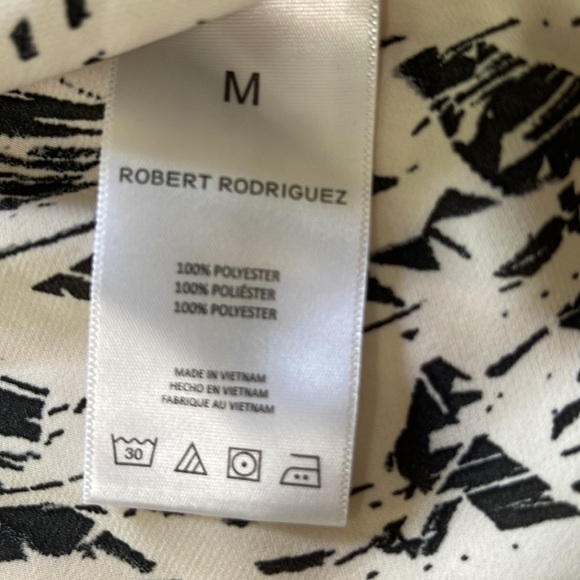 M
ROBERT RODRIGUEZ
100% POLYESTER
100% POLIÉSTER
100% POLYESTER
MADE IN VIETNAM
HECHO EN VIETNAM
FABRIQUE AU VIETNAM
30